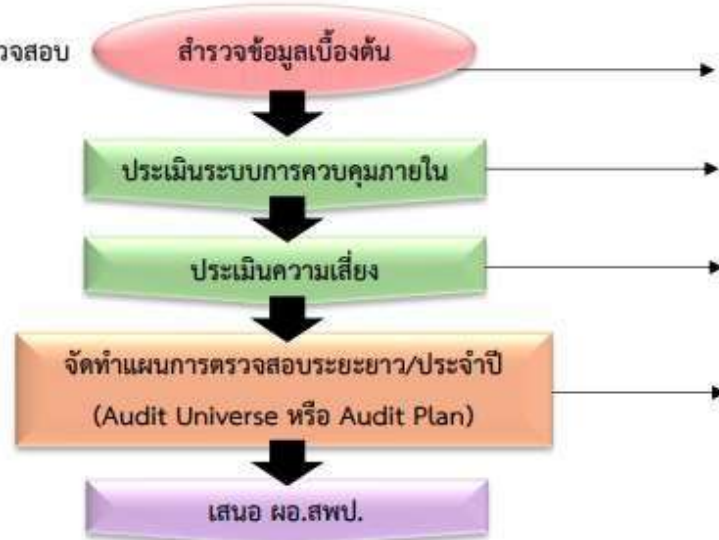 วจสอบ
สำรวจข้อมูลเบื้องต้น
ประเมินระบบการควบคุมภายใน
ประเมินความเสี่ยง
จัดทำแผนการตรวจสอบระยะยาว/ประจำปี
(Audit Universe หรือ Audit Plan)
เสนอ ผอ.สพป.